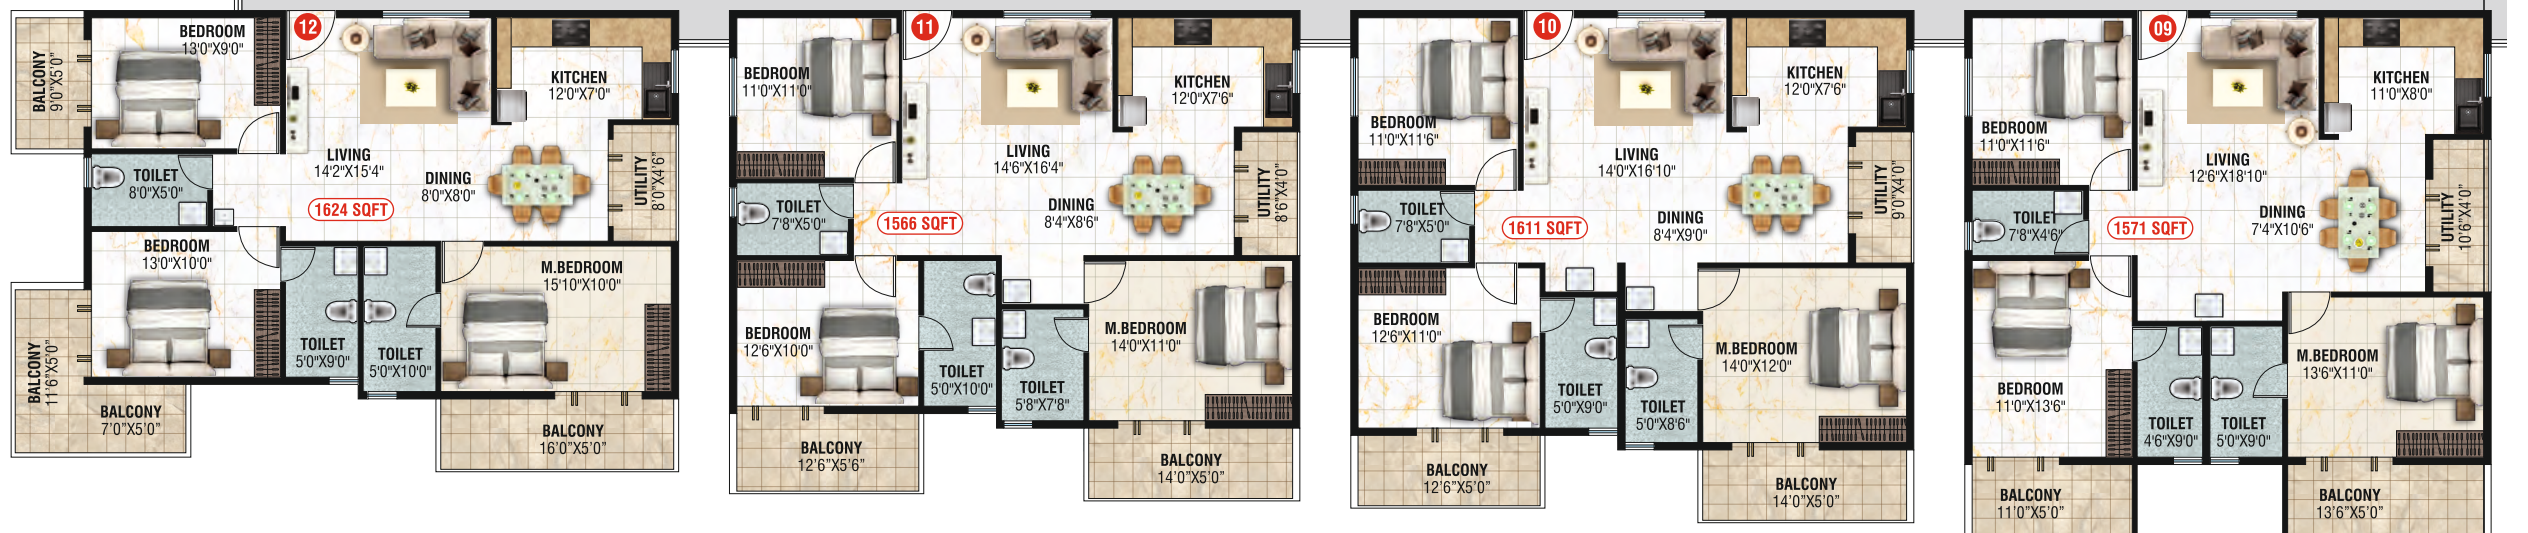 12
BEDROOM
13'0"X9'0"
BALCONY
9'0"X5'0"
KITCHEN
12'0"X7'0"
LIVING
14'2"X15'4"
DINING
8'0"X8'0"
UTILITY
8'0"X4'6"
TOILET
8'0"X5'0"
1624 SQFT
BEDROOM
13'0"X10'0"
M.BEDROOM
15'10"X10'0"
TOILET
5'0"X9'0"
TOILET
5'0"X10'0"
BALCONY
11'6"X5'0"
BALCONY
7'0"X5'0"
BALCONY
16'0"X5'0"
11
BEDROOM
11'0"X11'0"
KITCHEN
12'0"X7'6"
LIVING
14'6"X16'4"
DINING
8'4"X8'6"
UTILITY
8'6"X4'0"
TOILET
7'8"X5'0"
1566 SQFT
BEDROOM
12'6"X10'0"
M.BEDROOM
14'0"X11'0"
TOILET
5'0"X10'0"
TOILET
5'8"X7'8"
BALCONY
12'6"X5'6"
BALCONY
14'0"X5'0"
10
BEDROOM
11'0"X11'6"
KITCHEN
12'0"X7'6"
LIVING
14'0"X16'10"
DINING
8'4"X9'0"
UTILITY
9'0"X4'0"
TOILET
7'8"X5'0"
1611 SQFT
BEDROOM
12'6"X11'0"
M.BEDROOM
14'0"X12'0"
TOILET
5'0"X9'0"
TOILET
5'0"X8'6"
BALCONY
12'6"X5'0"
BALCONY
14'0"X5'0"
09
BEDROOM
11'0"X11'6"
KITCHEN
11'0"X8'0"
LIVING
12'6"X18'10"
DINING
7'4"X10'6"
UTILITY
10'6"X4'0"
TOILET
7'8"X4'6"
1571 SQFT
BEDROOM
11'0"X13'6"
M.BEDROOM
13'6"X11'0"
TOILET
4'6"X9'0"
TOILET
5'0"X9'0"
BALCONY
11'0"X5'0"
BALCONY
13'6"X5'0"